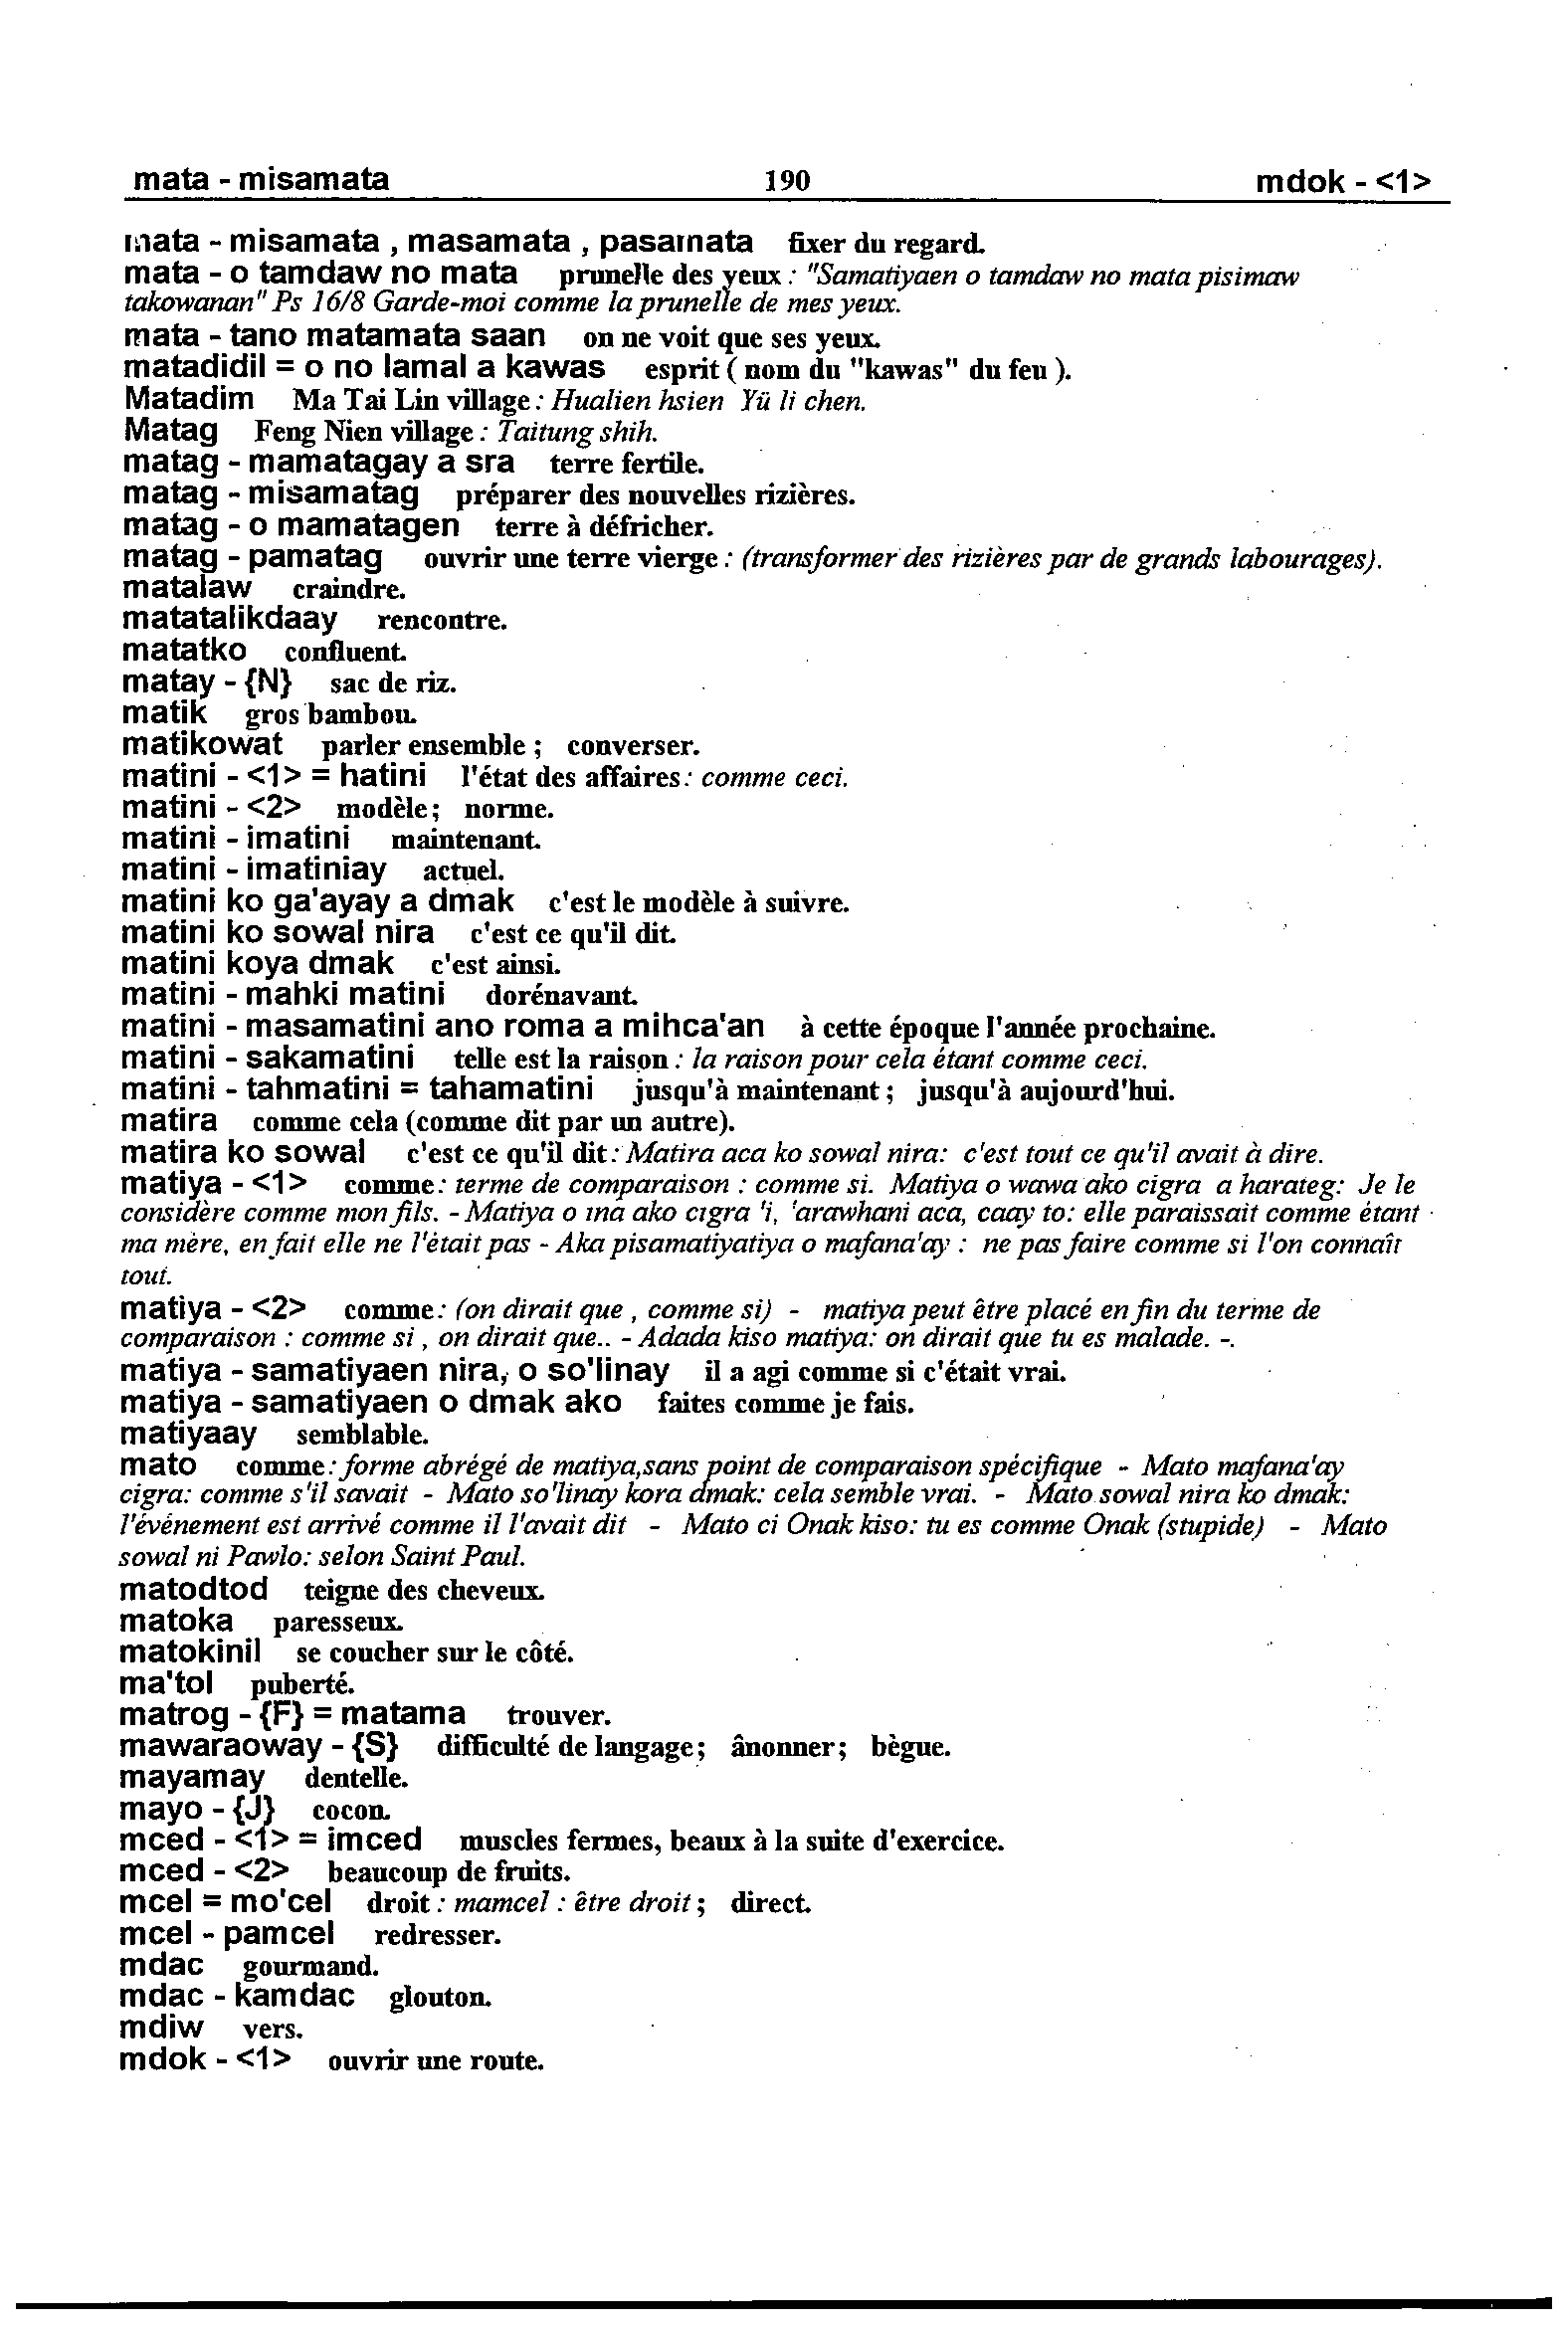 mata - misamata 190 mdok - <1>
mata - misamata , masamata , pasamata fixer du regard.
mata - o tamdaw no mata prunelle des yeux : "Samatiyaen o tamdaw no mata pisimaw
takowanan" Ps 16/8 Garde-moi comme la prunelle de mes yeux.
mata - tano matamata saan on ne voit que ses yeux.
matadidil = o no lamal a kawas esprit ( nom du "kawas" du feu ).
Matadim Ma Tai Lin village : Hualien hsien Yü li chen.
Matag Feng Nien village : Taitung shih.
matag - mamatagay a sra terre fertile.
matag - misamatag préparer des nouvelles rizières.
matag - o mamatagen terre à défricher.
matag - pamatag ouvrir une terre vierge : (transformer des rizières par de grands labourages).
matalaw craindre.
matatalikdaay rencontre.
matatko confluent.
matay - {N} sac de riz.
matik gros bambou.
matikowat parler ensemble ; converser.
matini - <1> = hatini l'état des affaires : comme ceci.
matini - <2> modèle ; norme.
matini - imatini maintenant.
matini - imatiniay actuel.
matini ko ga'ayay a dmak c'est le modèle à suivre.
matini ko sowal nira c'est ce qu'il dit.
matini koya dmak c'est ainsi.
matini - mahki matini dorénavant.
matini - masamatini ano roma a mihca'an à cette époque l'année prochaine.
matini - sakamatini telle est la raison : la raison pour cela étant comme ceci.
matini - tahmatini = tahamatini jusqu'à maintenant ; jusqu'à aujourd'hui.
matira comme cela (comme dit par un autre).
matira ko sowal c'est ce qu'il dit : Matira aca ko sowal nira: c'est tout ce qu'il avait à dire.
matiya - <1> comme : terme de comparaison : comme si. Matiya o wawa ako cigra a harateg: Je le
considère comme mon fils. - Matiya o ina ako cigra 'i, 'arawhani aca, caay to: elle paraissait comme étant
ma mère, en fait elle ne l'était pas - Aka pisamatiyatiya o mafana'ay : ne pas faire comme si l'on connaît
tout.
matiya - <2> comme : (on dirait que , comme si) - matiya peut être placé en fin du terme de
comparaison : comme si , on dirait que.. - Adada kiso matiya: on dirait que tu es malade. -.
matiya - samatiyaen nira, o so'linay il a agi comme si c'était vrai.
matiya - samatiyaen o dmak ako faites comme je fais.
matiyaay semblable.
mato comme : forme abrégé de matiya,sans point de comparaison spécifique - Mato mafana'ay
cigra: comme s'il savait - Mato so'linay kora dmak: cela semble vrai. - Mato sowal nira ko dmak:
l'événement est arrivé comme il l'avait dit - Mato ci Onak kiso: tu es comme Onak (stupide) - Mato
sowal ni Pawlo: selon Saint Paul.
matodtod teigne des cheveux.
matoka paresseux.
matokinil se coucher sur le côté.
ma'tol puberté.
matrog - {F} = matama trouver.
mawaraoway - {S} difficulté de langage ; ânonner ; bègue.
mayamay dentelle.
mayo - {J} cocon.
mced - <1> = imced muscles fermes, beaux à la suite d'exercice.
mced - <2> beaucoup de fruits.
mcel = mo'cel droit : mamcel : être droit ; direct.
mcel - pamcel redresser.
mdac gourmand.
mdac - kamdac glouton.
mdiw vers.
mdok - <1> ouvrir une route.